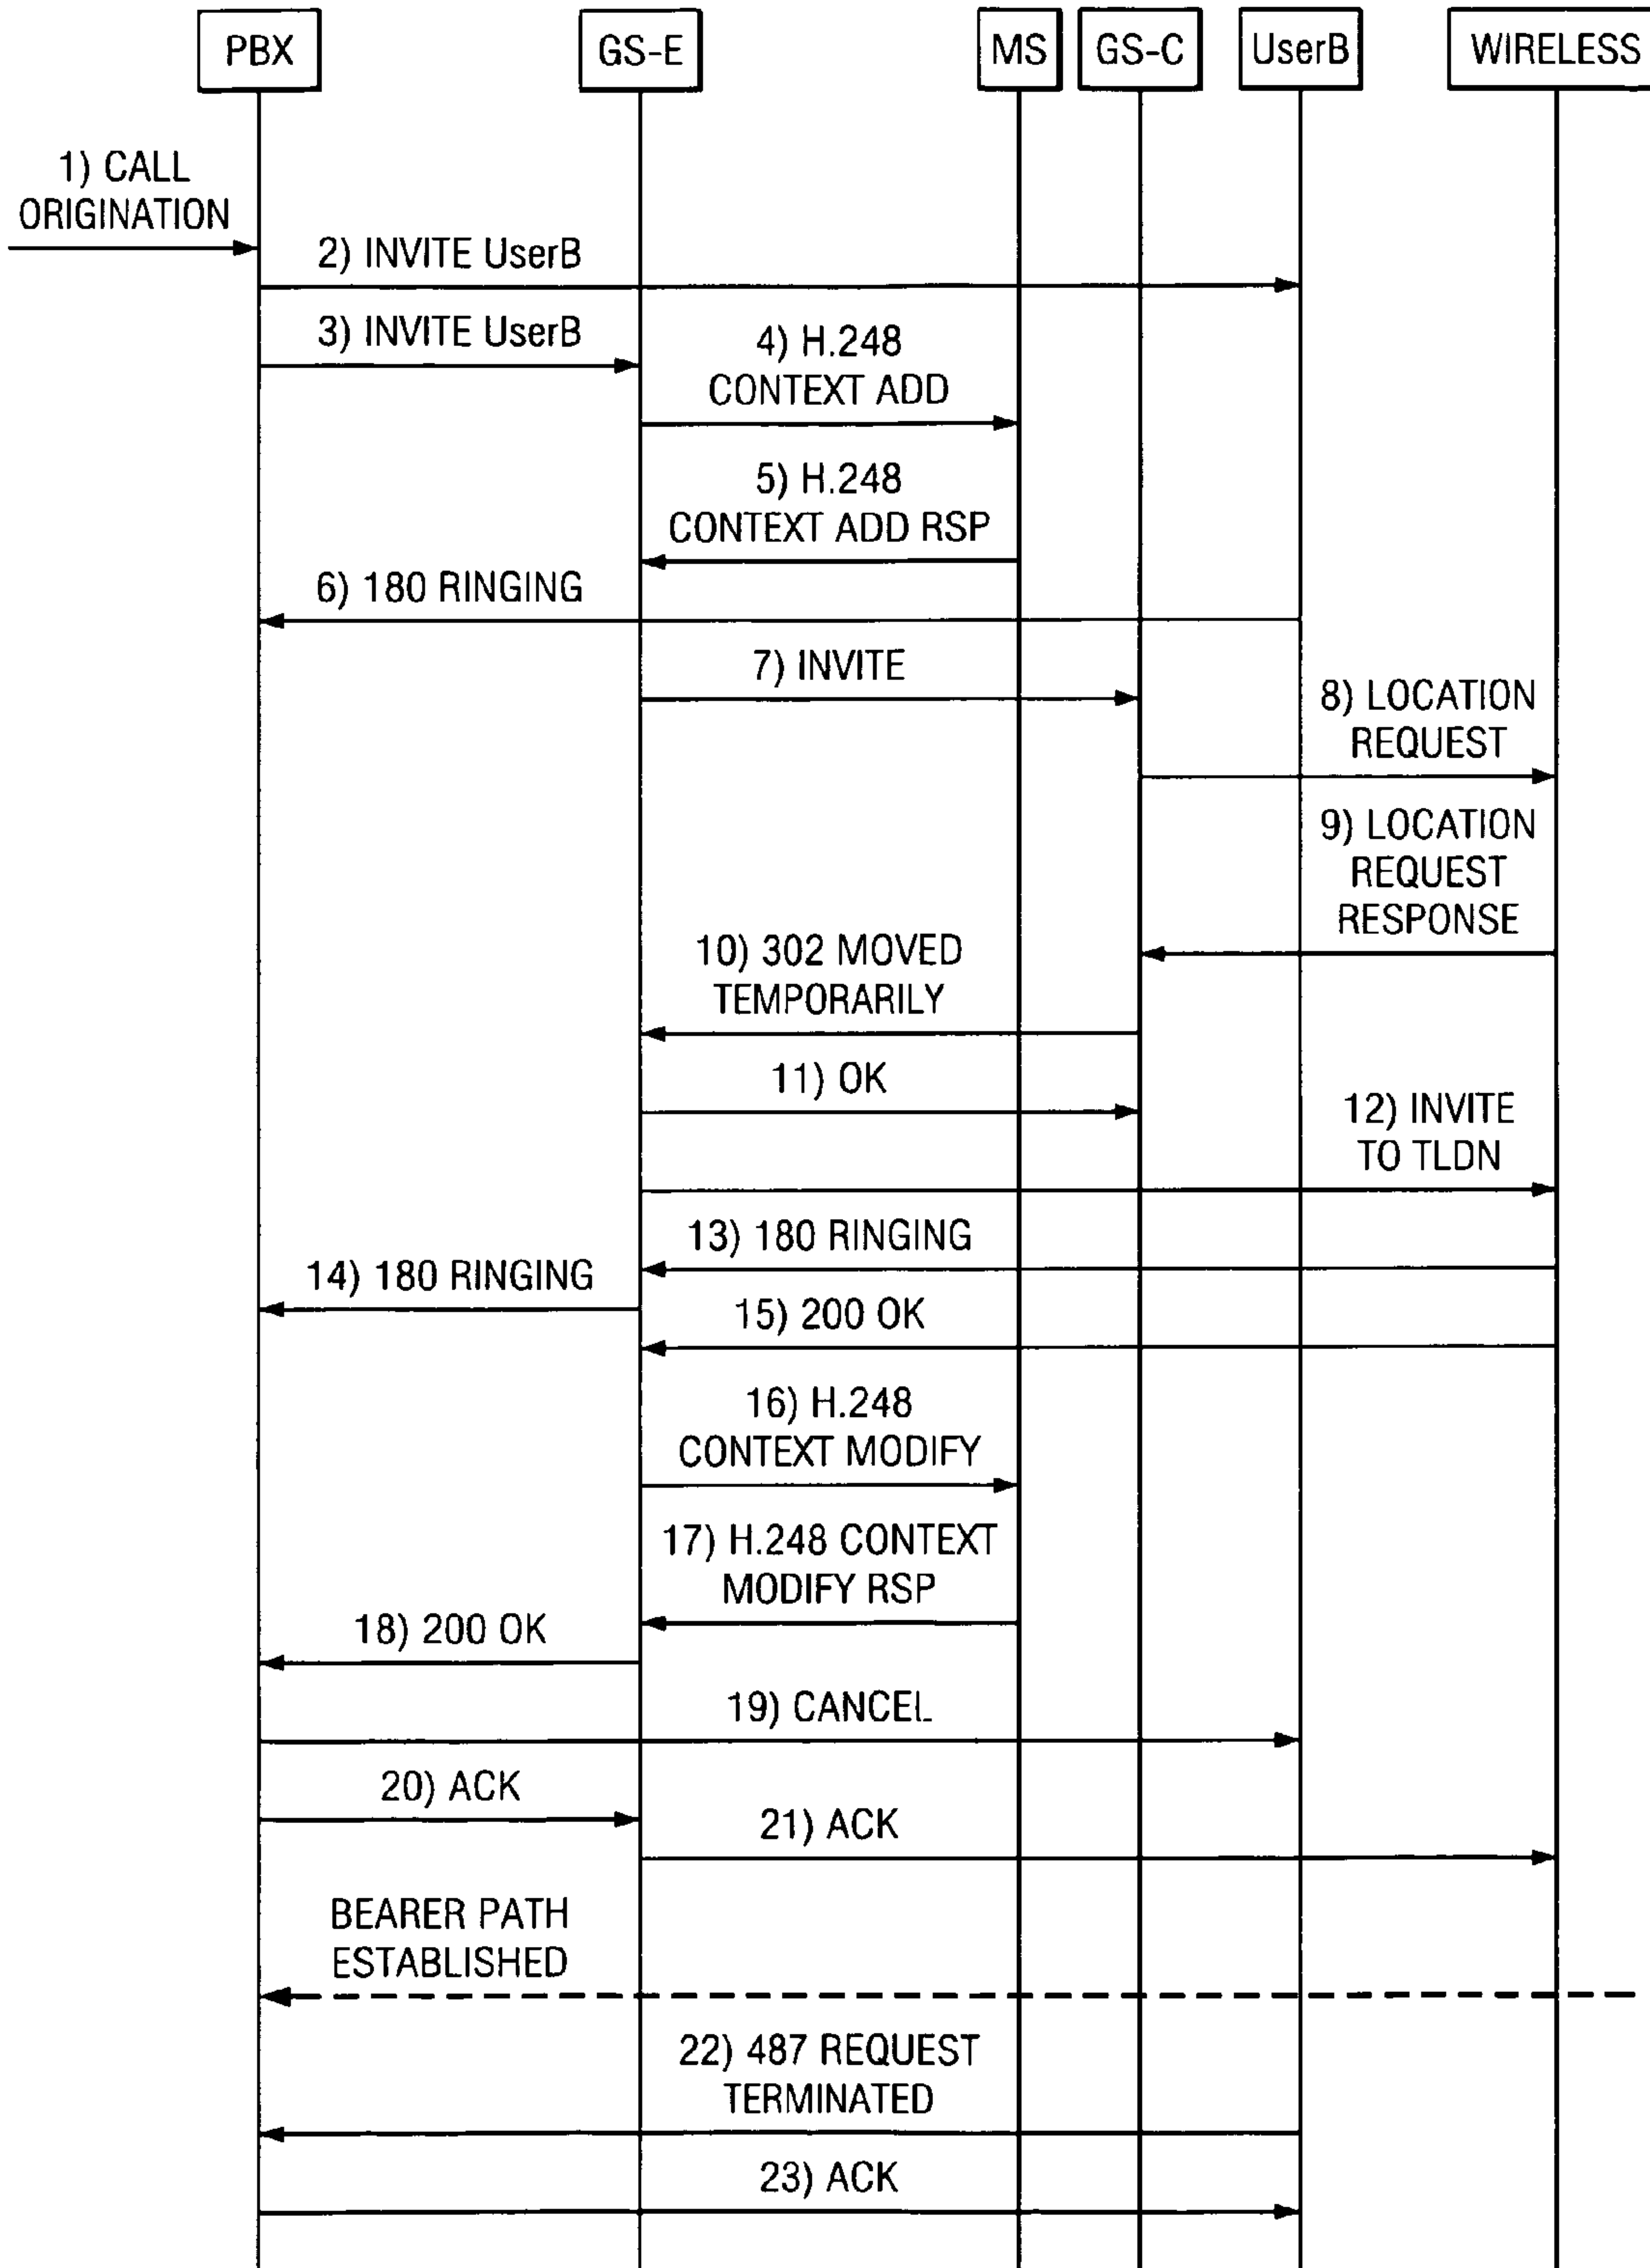 PBX
GS-E
MS
GS-C
UserB
WIRELESS
1) CALL
ORIGINATION
2) INVITE UserB
3) INVITE UserB
4) H.248
CONTEXT ADD
5) H.248
CONTEXT ADD RSP
6) 180 RINGING
7) INVITE
8) LOCATION
REQUEST
9) LOCATION
REQUEST
RESPONSE
10) 302 MOVED
TEMPORARILY
11) OK
12) INVITE
TO TLDN
13) 180 RINGING
14) 180 RINGING
15) 200 OK
16) H.248
CONTEXT MODIFY
17) H.248 CONTEXT
MODIFY RSP
18) 200 OK
19) CANCEL
20) ACK
21) ACK
BEARER PATH
ESTABLISHED
22) 487 REQUEST
TERMINATED
23) ACK